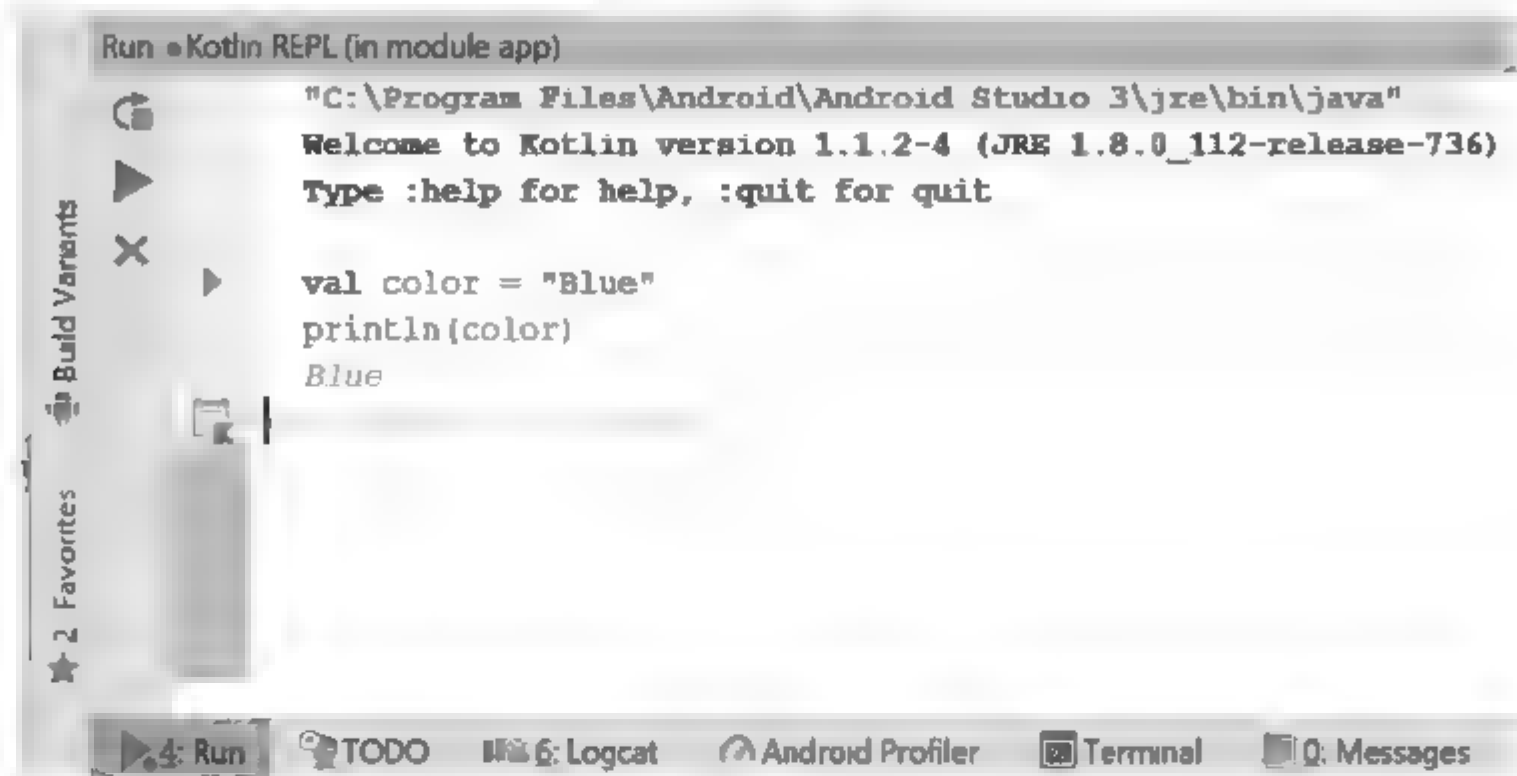 Run Kotlin REPL (in module app)
"C:\Program Files\Android\Android Studio 3\jre\bin\java"
Welcome to Kotlin version 1.1.2-4 (JRE 1.8.0_112-release-736)
Type :help for help, :quit for quit
val color = "Blue"
println(color)
Blue
Build Variants
2 Favorites
4: Run TODO 6: Logcat Android Profiler Terminal 0: Messages